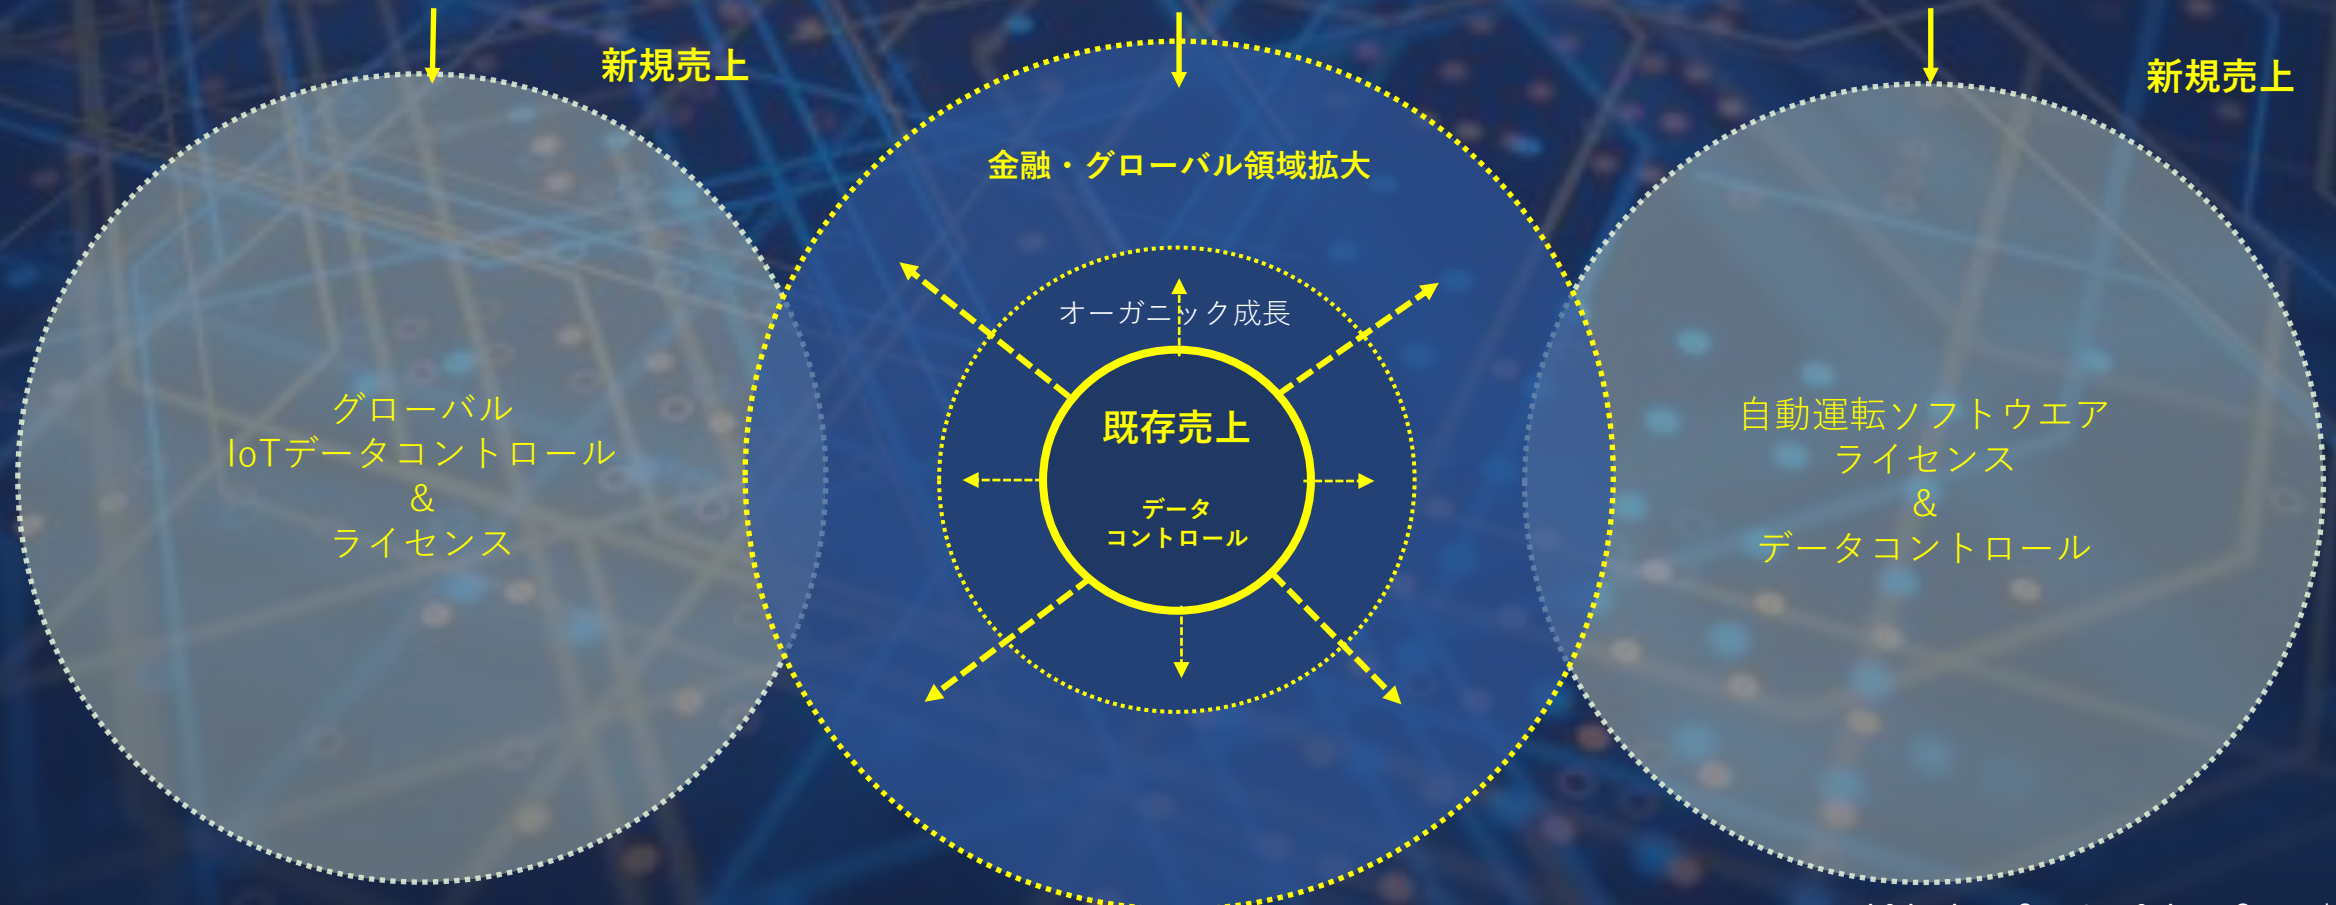 新規売上
新規売上
金融・グローバル領域拡大
オーガニック成長
既存売上
データ
コントロール
グローバル
IoTデータコントロール
&
ライセンス
自動運転ソフトウエア
ライセンス
&
データコントロール